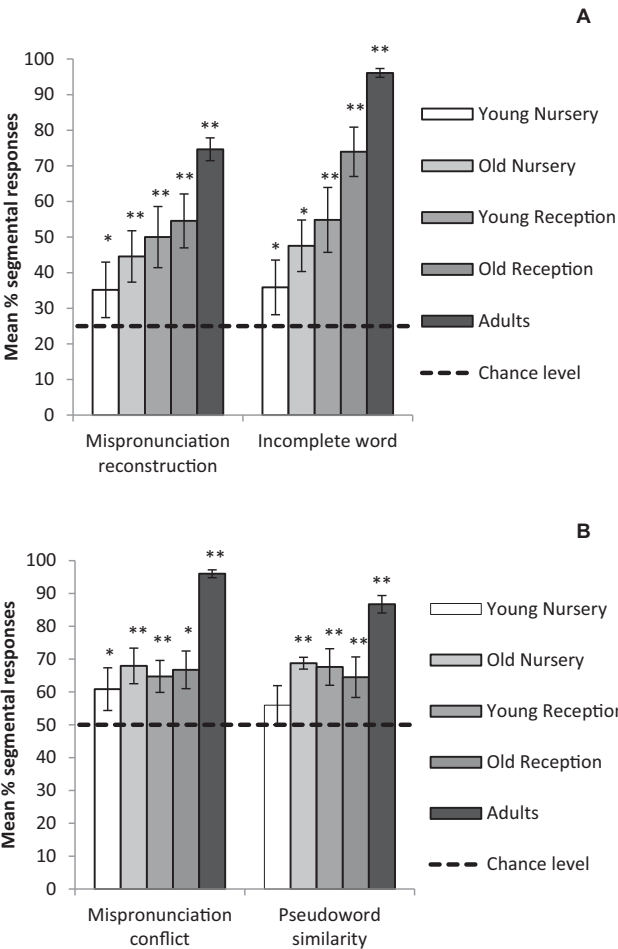 A
Mean % segmental responses
100
90
80
70
60
50
40
30
20
10
0
* ** ** ** **
* * ** ** **
Mispronunciation
reconstruction
Incomplete word
Young Nursery
Old Nursery
Young Reception
Old Reception
Adults
Chance level
B
Mean % segmental responses
100
90
80
70
60
50
40
30
20
10
0
* ** ** * **
** ** ** **
Mispronunciation
conflict
Pseudoword
similarity
Young Nursery
Old Nursery
Young Reception
Old Reception
Adults
Chance level